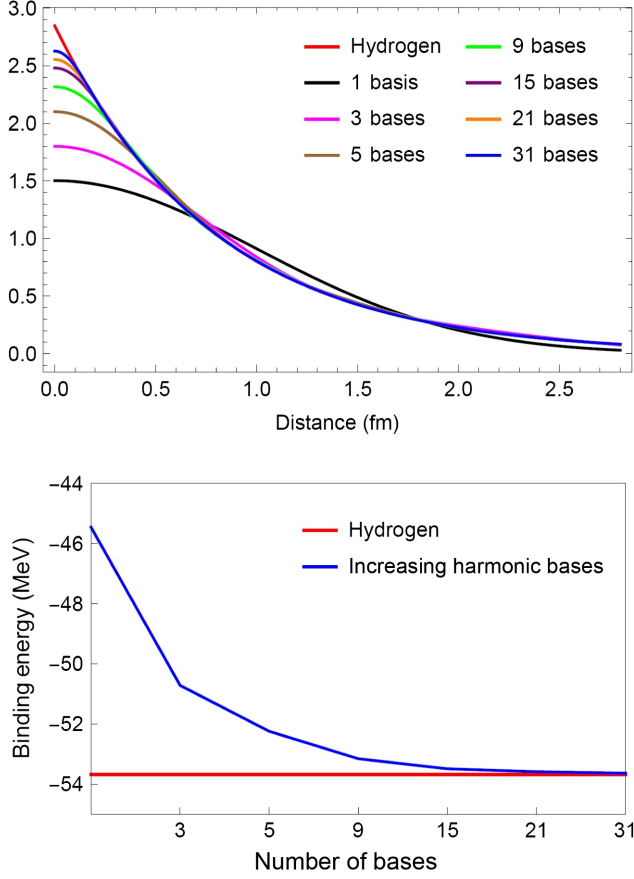 3.0
2.5
2.0
1.5
1.0
0.5
0.0
Hydrogen
1 basis
3 bases
5 bases
9 bases
15 bases
21 bases
31 bases
0.0 0.5 1.0 1.5 2.0 2.5
Distance (fm)
−44
−46
−48
−50
−52
−54
Binding energy (MeV)
Hydrogen
Increasing harmonic bases
3 5 9 15 21 31
Number of bases